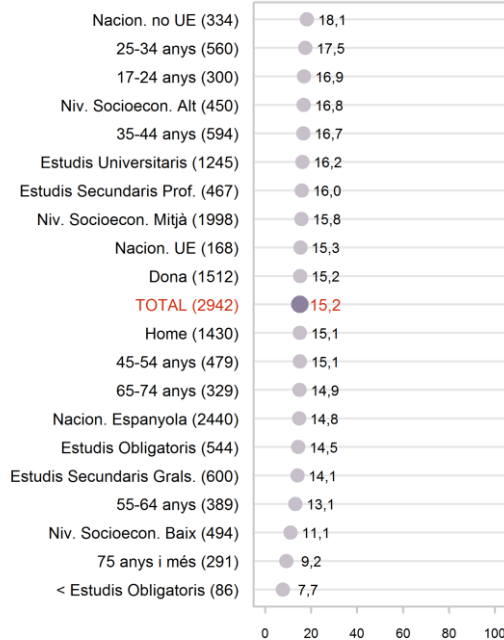 Nacion. no UE (334) 18,1
25-34 anys (560) 17,5
17-24 anys (300) 16,9
Niv. Socioecon. Alt (450) 16,8
35-44 anys (594) 16,7
Estudis Universitaris (1245) 16,2
Estudis Secundaris Prof. (467) 16,0
Niv. Socioecon. Mitjà (1998) 15,8
Nacion. UE (168) 15,3
Dona (1512) 15,2
TOTAL (2942) 15,2
Home (1430) 15,1
45-54 anys (479) 15,1
65-74 anys (329) 14,9
Nacion. Espanyola (2440) 14,8
Estudis Obligatoris (544) 14,5
Estudis Secundaris Grals. (600) 14,1
55-64 anys (389) 13,1
Niv. Socioecon. Baix (494) 11,1
75 anys i més (291) 9,2
< Estudis Obligatoris (86) 7,7
0 20 40 60 80 100